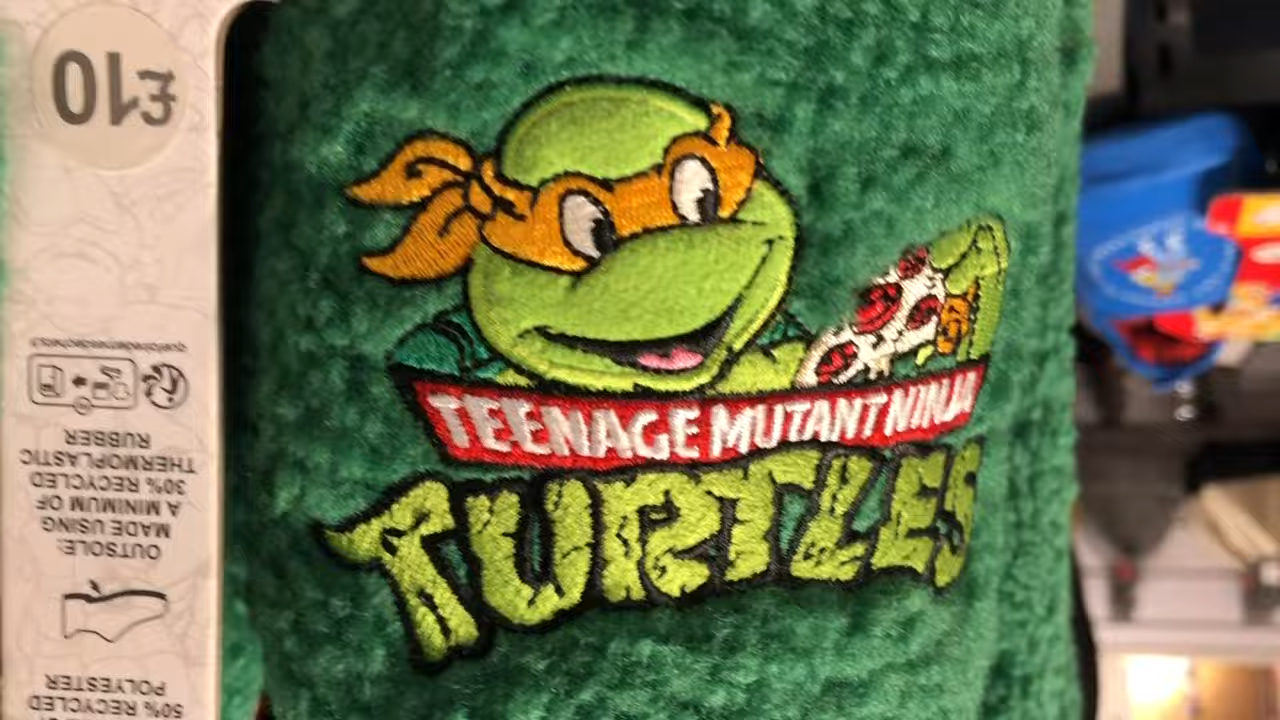 TEENAGE MUTANT NINJA
TURTLES
50% RECYCLED
POLYESTER
OUTSOLE:
MADE USING
A MINIMUM OF
30% RECYCLED
THERMOPLASTIC
RUBBER
£10